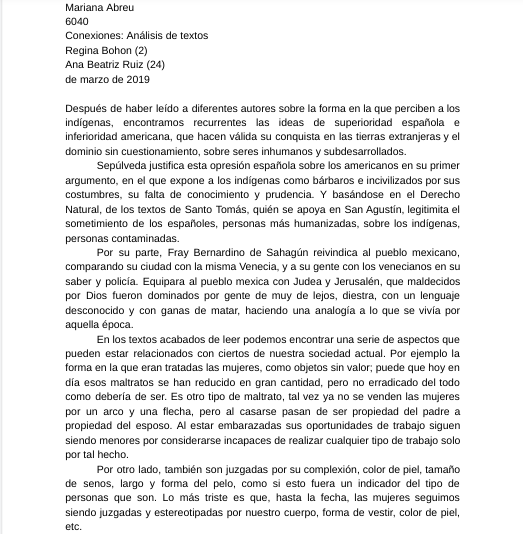 Mariana Abreu
6040
Conexiones: Análisis de textos
Regina Bohon (2)
Ana Beatriz Ruiz (24)
de marzo de 2019
Después de haber leído a diferentes autores sobre la forma en la que perciben a los
indígenas, encontramos recurrentes las ideas de superioridad española e
inferioridad americana, que hacen válida su conquista en las tierras extranjeras y el
dominio sin cuestionamiento, sobre seres inhumanos y subdesarrollados.
Sepúlveda justifica esta opresión española sobre los americanos en su primer
argumento, en el que expone a los indígenas como bárbaros e incivilizados por sus
costumbres, su falta de conocimiento y prudencia. Y basándose en el Derecho
Natural, de los textos de Santo Tomás, quién se apoya en San Agustín, legitimita el
sometimiento de los españoles, personas más humanizadas, sobre los indígenas,
personas contaminadas.
Por su parte, Fray Bernardino de Sahagún reivindica al pueblo mexicano,
comparando su ciudad con la misma Venecia, y a su gente con los venecianos en su
saber y policía. Equipara al pueblo mexica con Judea y Jerusalén, que maldecidos
por Dios fueron dominados por gente de muy de lejos, diestra, con un lenguaje
desconocido y con ganas de matar, haciendo una analogía a lo que se vivía por
aquella época.
En los textos acabados de leer podemos encontrar una serie de aspectos que
pueden estar relacionados con ciertos de nuestra sociedad actual. Por ejemplo la
forma en la que eran tratadas las mujeres, como objetos sin valor; puede que hoy en
día esos maltratos se han reducido en gran cantidad, pero no erradicado del todo
como debería de ser. Es otro tipo de maltrato, tal vez ya no se venden las mujeres
por un arco y una flecha, pero al casarse pasan de ser propiedad del padre a
propiedad del esposo. Al estar embarazadas sus oportunidades de trabajo siguen
siendo menores por considerarse incapaces de realizar cualquier tipo de trabajo solo
por tal hecho.
Por otro lado, también son juzgadas por su complexión, color de piel, tamaño
de senos, largo y forma del pelo, como si esto fuera un indicador del tipo de
personas que son. Lo más triste es que, hasta la fecha, las mujeres seguimos
siendo juzgadas y estereotipadas por nuestro cuerpo, forma de vestir, color de piel,
etc.